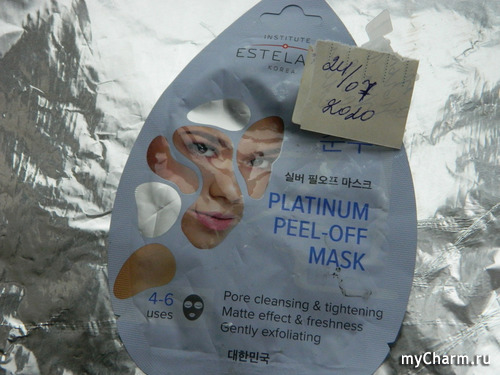 INSTITUTE
ESTELA
KOREA
24/07
2020
실버 필오프 마스크
PLATINUM
PEEL-OFF
MASK
4-6
uses
Pore cleansing & tightening
Matte effect & freshness
Gently exfoliating
대한민국
myCharm.ru